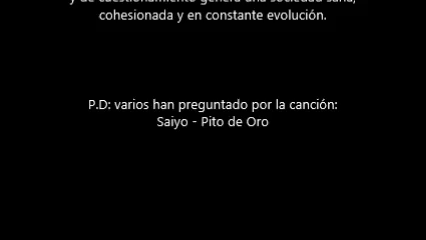 y de cuestionamiento genera una sociedad sana,
cohesionada y en constante evolución.
P.D: varios han preguntado por la canción:
Saiyo - Pito de Oro